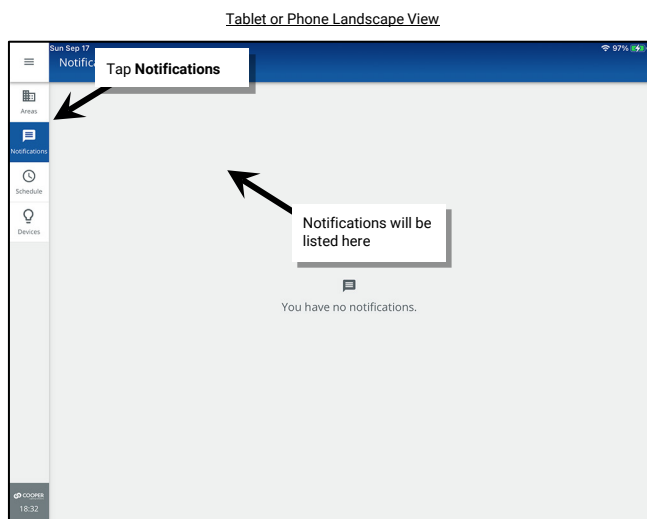 Tablet or Phone Landscape View
Sun Sep 17
97%
Notific
Tap Notifications
Areas
Notifications
Schedule
Devices
Notifications will be
listed here
You have no notifications.
COOPER
18:32